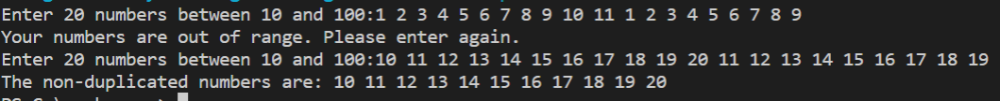 Enter 20 numbers between 10 and 100:1 2 3 4 5 6 7 8 9 10 11 1 2 3 4 5 6 7 8 9
Your numbers are out of range. Please enter again.
Enter 20 numbers between 10 and 100:10 11 12 13 14 15 16 17 18 19 20 11 12 13 14 15 16 17 18 19
The non-duplicated numbers are: 10 11 12 13 14 15 16 17 18 19 20